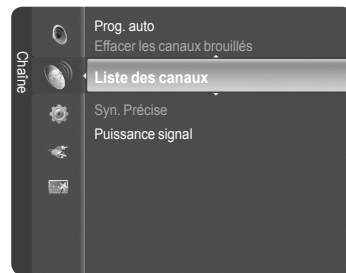 Chaîne
Prog. auto
Effacer les canaux brouillés
Liste des canaux
Syn. Précise
Puissance signal